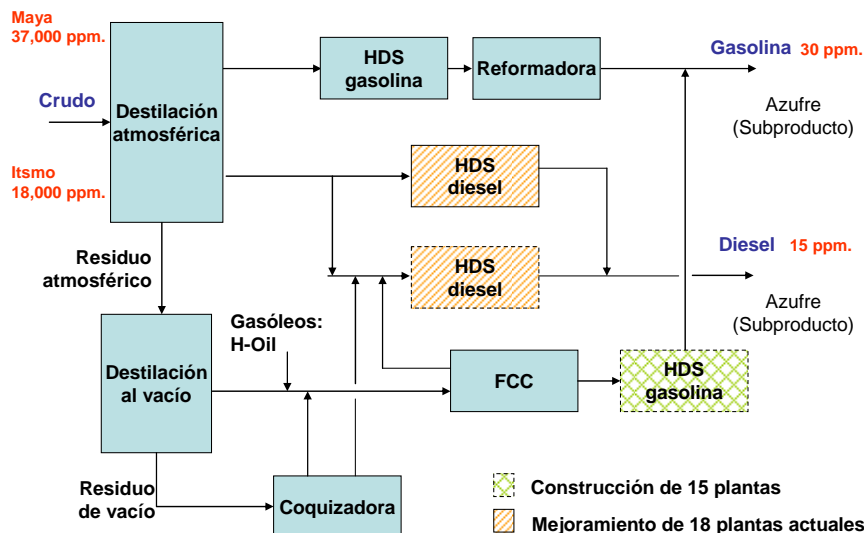 Maya
37,000 ppm.
Crudo
Itsmo
18,000 ppm.
Destilación
atmosférica
HDS
gasolina
Reformadora
Gasolina 30 ppm.
Azufre
(Subproducto)
HDS
diesel
HDS
diesel
Diesel 15 ppm.
Azufre
(Subproducto)
Residuo
atmosférico
Gasóleos:
H-Oil
Destilación
al vacío
FCC
HDS
gasolina
Residuo
de vacío
Coquizadora
Construcción de 15 plantas
Mejoramiento de 18 plantas actuales